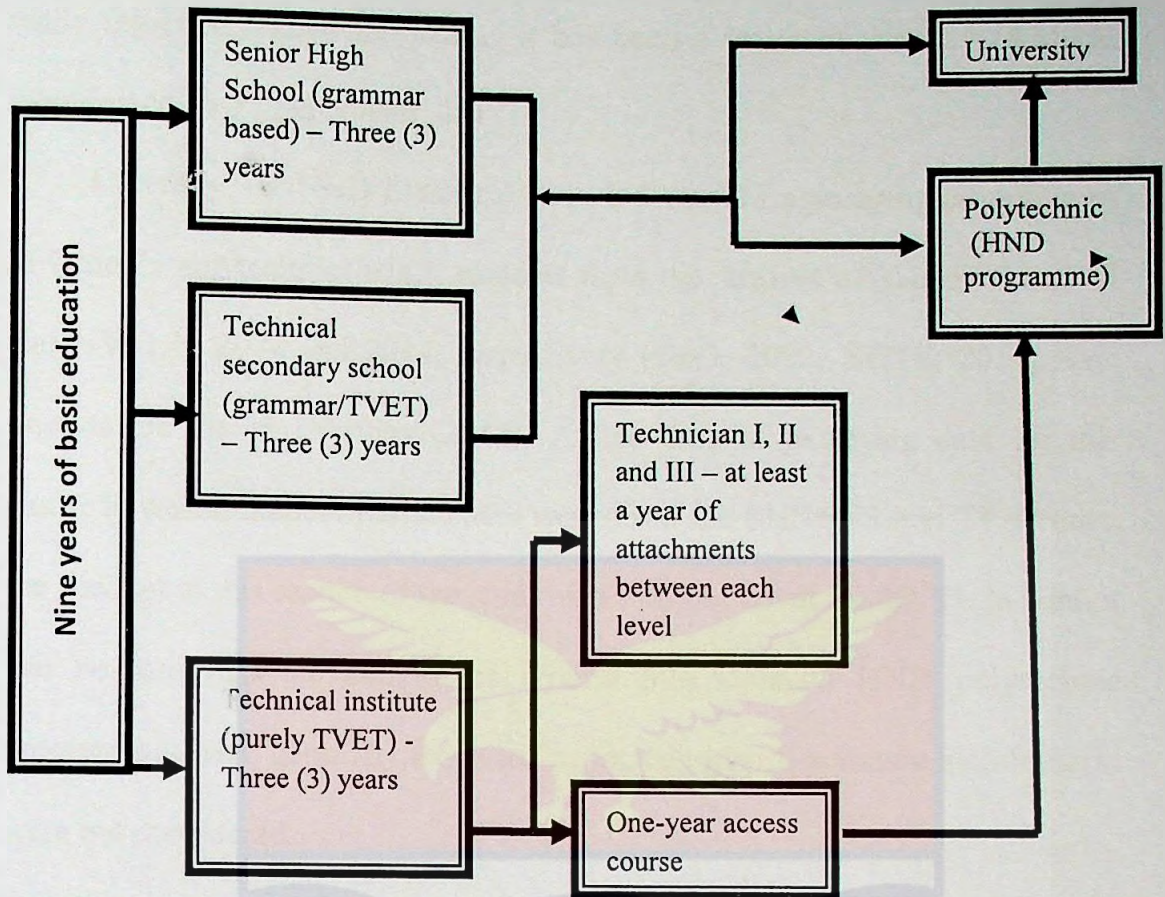 Senior High
School (grammar
based) – Three (3)
years
University
Nine years of basic education
Polytechnic
(HND
programme)
Technical
secondary school
(grammar/TVET)
– Three (3) years
Technician I, II
and III – at least
a year of
attachments
between each
level
Technical institute
(purely TVET) -
Three (3) years
One-year access
course